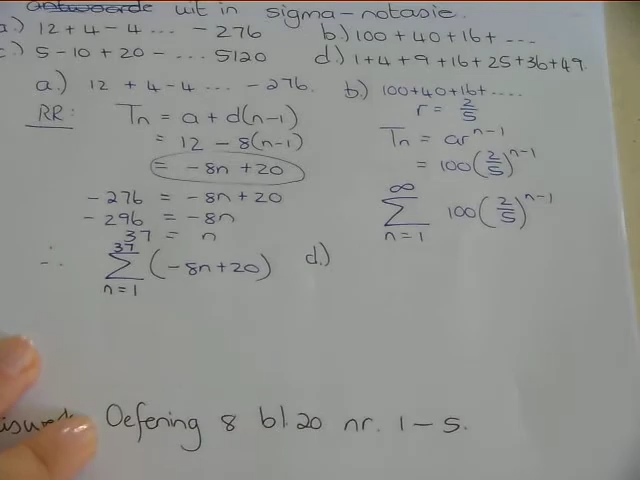 uit in sigma-notasie.
a.) 12 + 4 - 4 ... - 276 b.) 100 + 40 + 16 + ....
c.) 5 - 10 + 20 - ... 5120 d.) 1 + 4 + 9 + 16 + 25 + 36 + 49.
a.) 12 + 4 - 4 ... - 276. b.) 100 + 40 + 16 + ....
r = 2/5
RR: Tn = a + d(n-1) Tn = ar^(n-1)
= 12 - 8(n-1) = 100(2/5)^(n-1)
= -8n + 20
-276 = -8n + 20 ∞ ∑ n=1 100(2/5)^(n-1)
-296 = -8n
37 = n
∴ 37 ∑ n=1 (-8n + 20) d.)
Oefening 8 bl. 20 nr. 1 - 5.